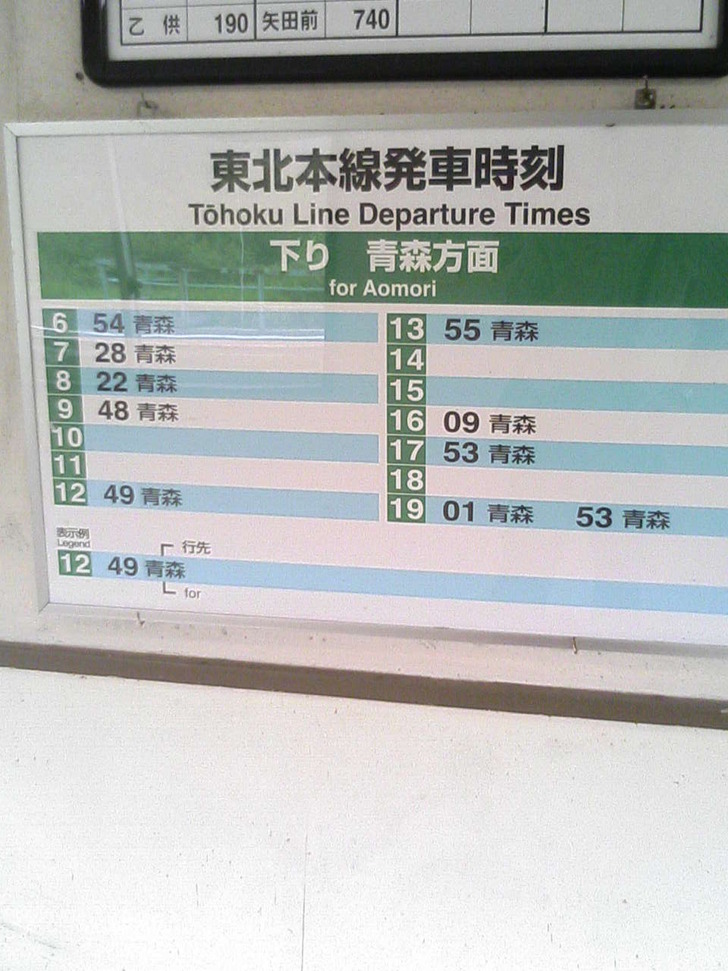 乙 供 190 矢田前 740
東北本線発車時刻
Tōhoku Line Departure Times
下り 青森方面
for Aomori
6 54 青森
7 28 青森
8 22 青森
9 48 青森
10
11
12 49 青森
13 55 青森
14
15
16 09 青森
17 53 青森
18
19 01 青森 53 青森
表示例
Legend
行先
12 49 青森
for